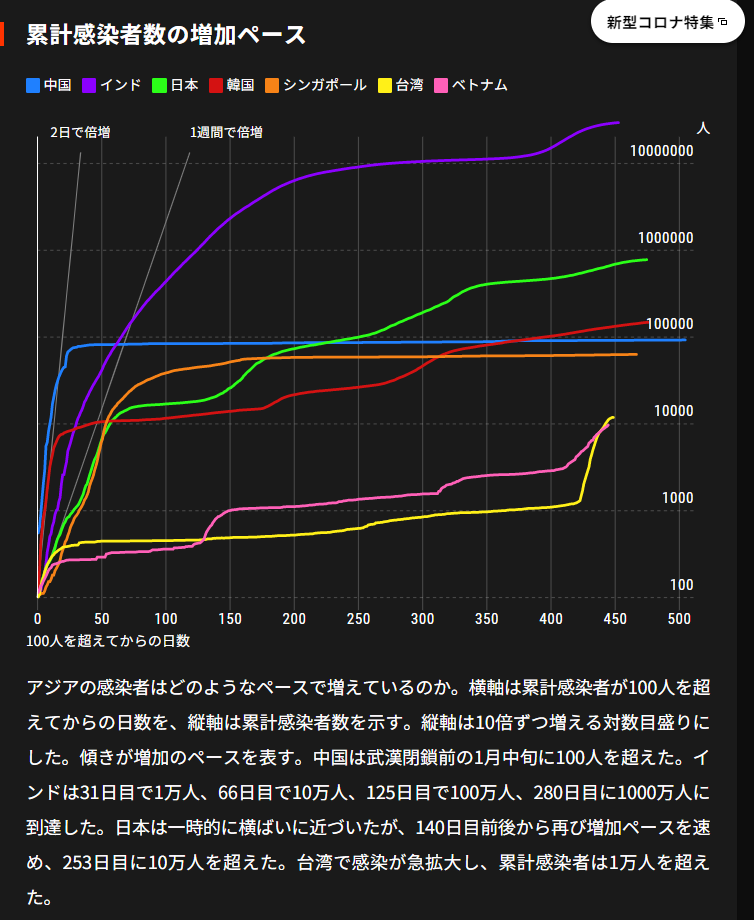 新型コロナ特集
累計感染者数の増加ペース
中国 インド 日本 韓国 シンガポール 台湾 ベトナム
2日で倍増 1週間で倍増 人
10000000
1000000
100000
10000
1000
100
0 50 100 150 200 250 300 350 400 450 500
100人を超えてからの日数
アジアの感染者はどのようなペースで増えているのか。横軸は累計感染者が100人を超
えてからの日数を、縦軸は累計感染者数を示す。縦軸は10倍ずつ増える対数目盛りに
した。傾きが増加のペースを表す。中国は武漢閉鎖前の1月中旬に100人を超えた。イ
ンドは31日目で1万人、66日目で10万人、125日目で100万人、280日目に1000万人に
到達した。日本は一時的に横ばいに近づいたが、140日目前後から再び増加ペースを速
め、253日目に10万人を超えた。台湾で感染が急拡大し、累計感染者は1万人を超え
た。